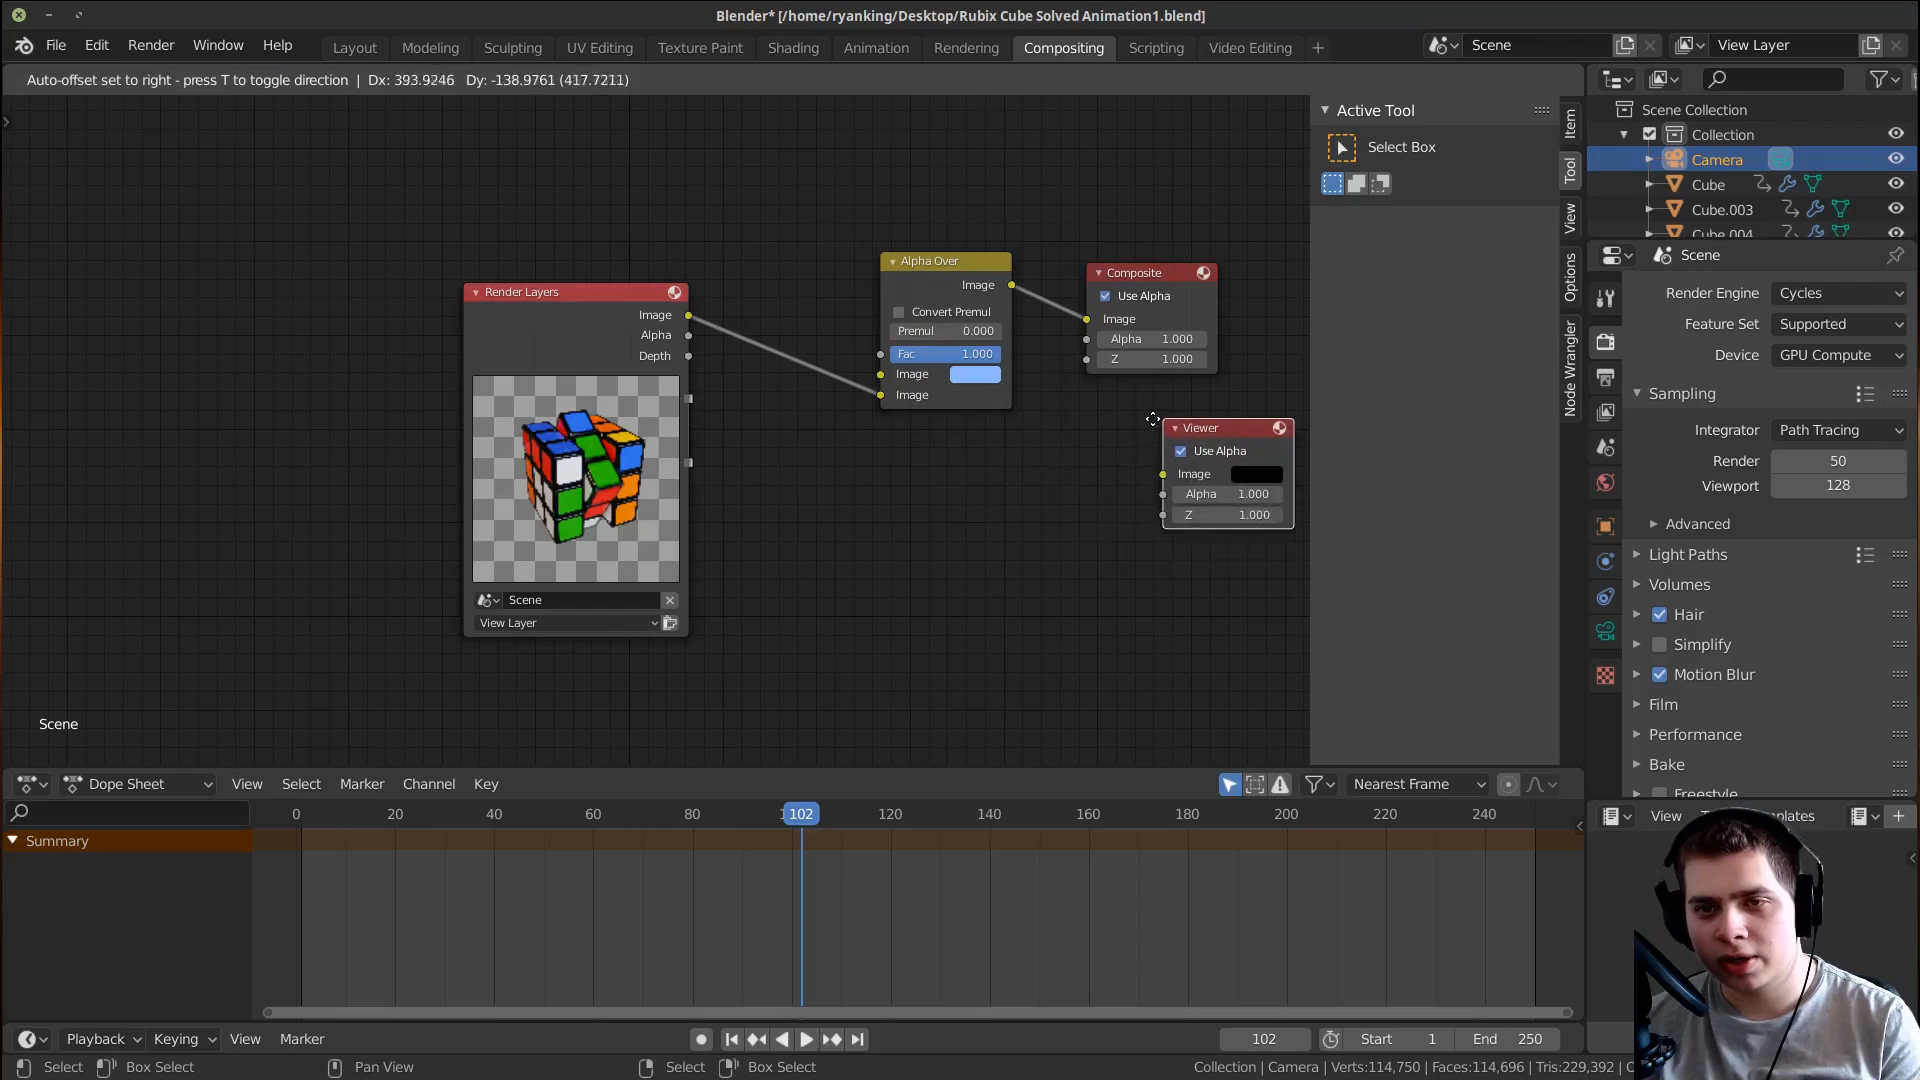 Blender* [/home/ryanking/Desktop/Rubix Cube Solved Animation1.blend]
File Edit Render Window Help
Layout Modeling Sculpting UV Editing Texture Paint Shading Animation Rendering Compositing Scripting Video Editing +
Scene
View Layer
Auto-offset set to right - press T to toggle direction | Dx: 393.9246 Dy: -138.9761 (417.7211)
Active Tool
Select Box
Item
Tool
View
Options
Node Wrangler
Scene Collection
Collection
Camera
Cube
Cube.003
Cube.004
Render Layers
Image
Alpha
Depth
Scene
View Layer
Alpha Over
Image
Convert Premul
Premul 0.000
Fac 1.000
Image
Image
Composite
Use Alpha
Image
Alpha 1.000
Z 1.000
Viewer
Use Alpha
Image
Alpha 1.000
Z 1.000
Scene
Scene
Render Engine Cycles
Feature Set Supported
Device GPU Compute
Sampling
Integrator Path Tracing
Render 50
Viewport 128
Advanced
Light Paths
Volumes
Hair
Simplify
Motion Blur
Film
Performance
Bake
Freestyle
Dope Sheet View Select Marker Channel Key
Nearest Frame
0 20 40 60 80 102 120 140 160 180 200 220 240
Summary
View
Playback Keying View Marker
102 Start 1 End 250
Select Box Select Pan View Select Box Select
Collection | Camera | Verts:114,750 | Faces:114,696 | Tris:229,392